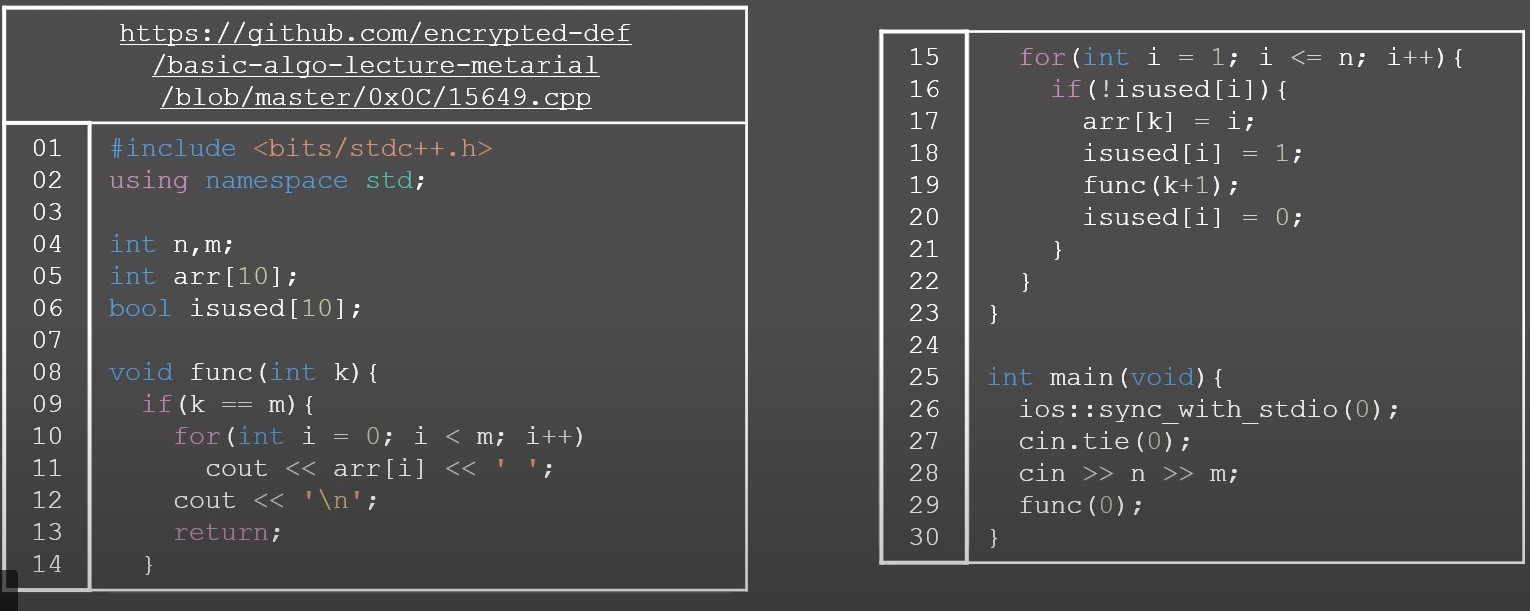 https://github.com/encrypted-def
/basic-algo-lecture-metarial
/blob/master/0x0C/15649.cpp
01 #include <bits/stdc++.h>
02 using namespace std;
03
04 int n,m;
05 int arr[10];
06 bool isused[10];
07
08 void func(int k){
09   if(k == m){
10     for(int i = 0; i < m; i++)
11       cout << arr[i] << ' ';
12     cout << '\n';
13     return;
14   }
15   for(int i = 1; i <= n; i++){
16     if(!isused[i]){
17       arr[k] = i;
18       isused[i] = 1;
19       func(k+1);
20       isused[i] = 0;
21     }
22   }
23 }
24
25 int main(void){
26   ios::sync_with_stdio(0);
27   cin.tie(0);
28   cin >> n >> m;
29   func(0);
30 }